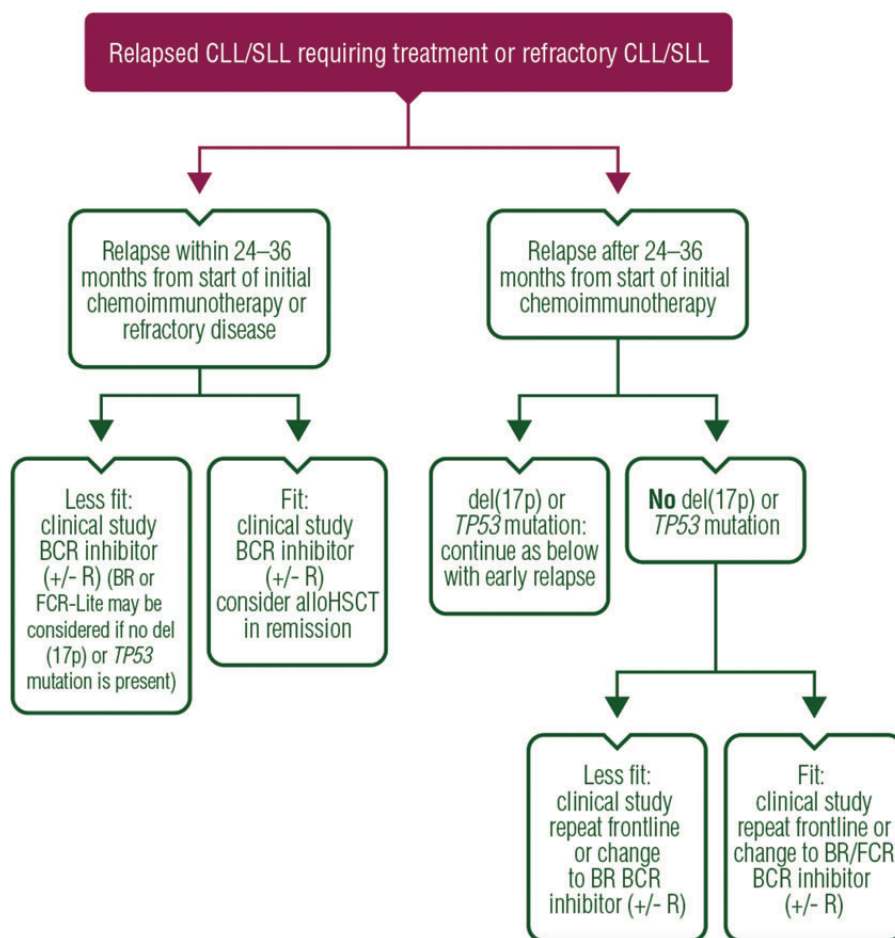 Relapsed CLL/SLL requiring treatment or refractory CLL/SLL
Relapse within 24–36
months from start of initial
chemoimmunotherapy or
refractory disease
Relapse after 24–36
months from start of initial
chemoimmunotherapy
Less fit:
clinical study
BCR inhibitor
(+/- R) (BR or
FCR-Lite may be
considered if no del
(17p) or TP53
mutation is present)
Fit:
clinical study
BCR inhibitor
(+/- R)
consider alloHSCT
in remission
del(17p) or
TP53 mutation:
continue as below
with early relapse
No del(17p) or
TP53 mutation
Less fit:
clinical study
repeat frontline
or change
to BR BCR
inhibitor (+/- R)
Fit:
clinical study
repeat frontline or
change to BR/FCR
BCR inhibitor
(+/- R)